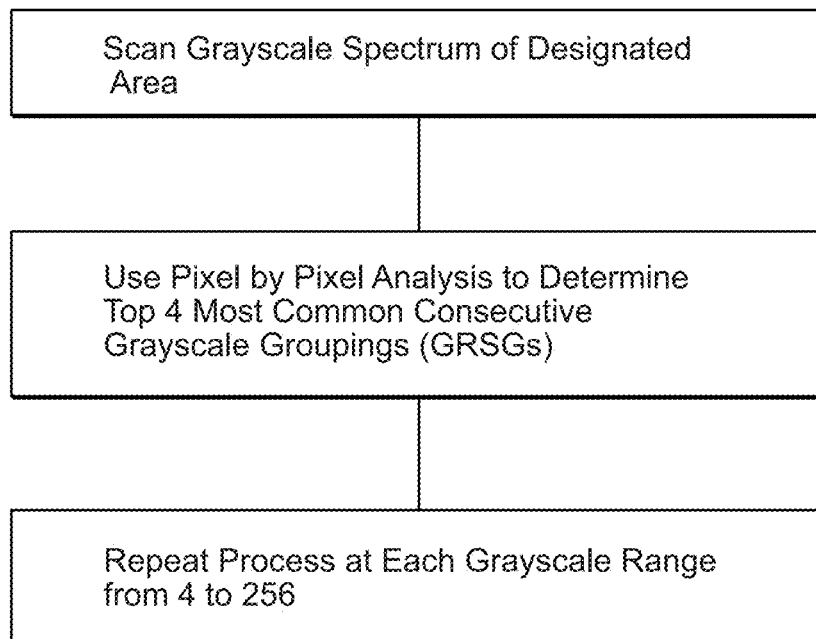 Scan Grayscale Spectrum of Designated
Area
Use Pixel by Pixel Analysis to Determine
Top 4 Most Common Consecutive
Grayscale Groupings (GRSGs)
Repeat Process at Each Grayscale Range
from 4 to 256